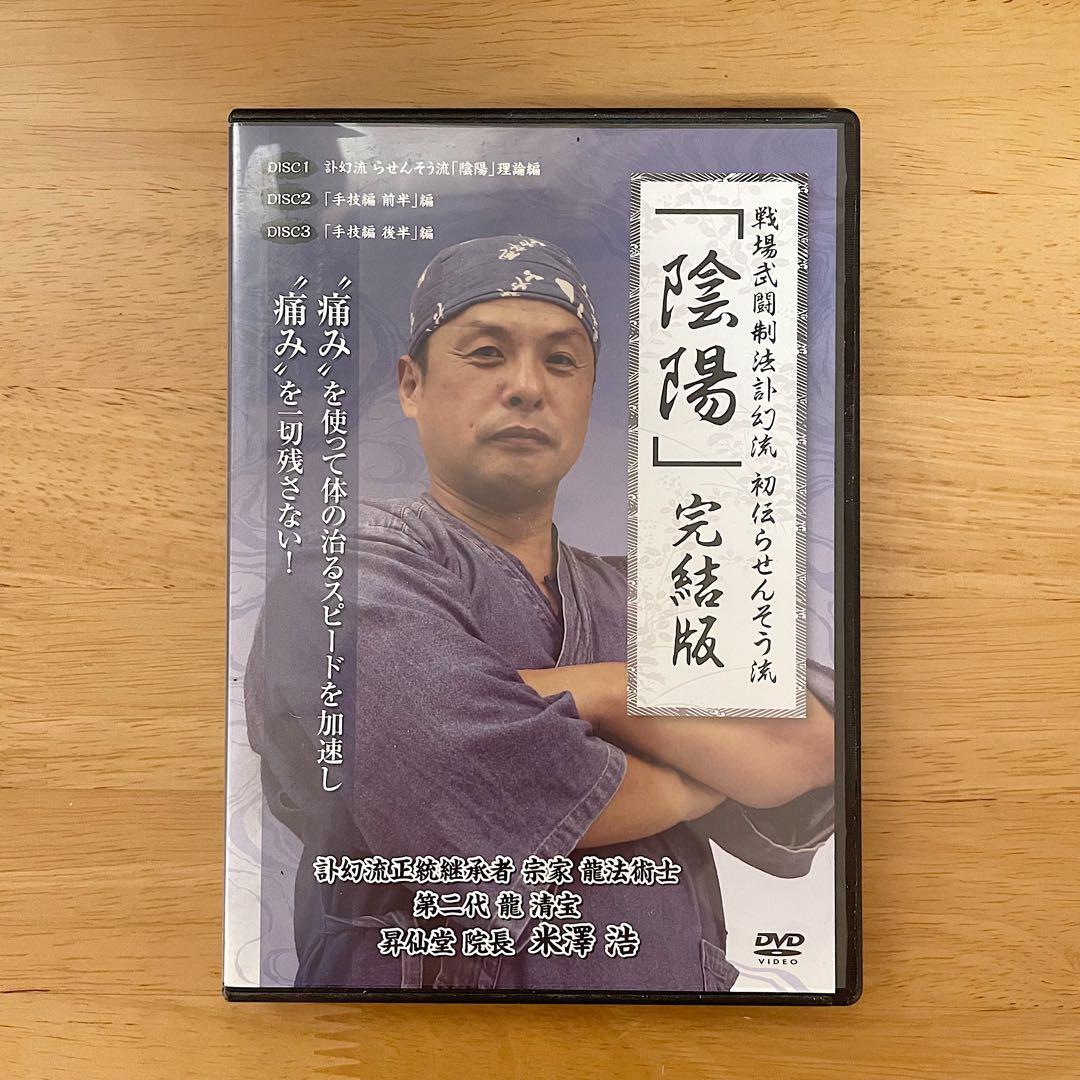 DISC1 訃幻流 らせんそう流「陰陽」理論編
DISC2 「手技編 前半」編
DISC3 「手技編 後半」編
戦場武闘制法訃幻流 初伝らせんそう流
「陰陽」完結版
〝痛み〟を使って体の治るスピードを加速し
〝痛み〟を一切残さない！
訃幻流正統継承者 宗家 龍法術士
第二代 龍 清宝
昇仙堂 院長 米澤 浩
DVD
VIDEO